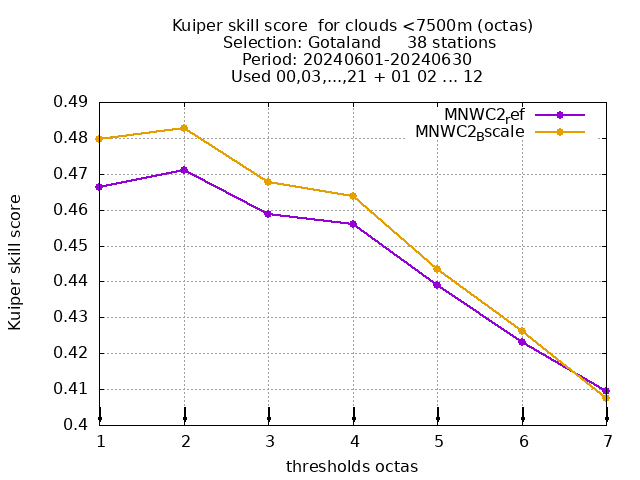 Kuiper skill score  for clouds <7500m (octas)
Selection: Gotaland     38 stations
Period: 20240601-20240630
Used 00,03,...,21 + 01 02 ... 12
MNWC2ref
MNWC2Bscale
0.49
0.48
0.47
0.46
0.45
0.44
0.43
0.42
0.41
0.4
Kuiper skill score
1 2 3 4 5 6 7
thresholds octas